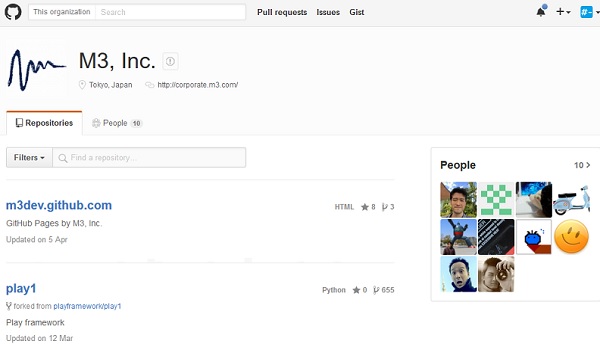 This organization Search Pull requests Issues Gist
M3, Inc.
Tokyo, Japan http://corporate.m3.com/
Repositories People 10
Filters Find a repository...
People 10
m3dev.github.com HTML 8 3
GitHub Pages by M3, Inc.
Updated on 5 Apr
play1 Python 0 655
forked from playframework/play1
Play framework
Updated on 12 Mar